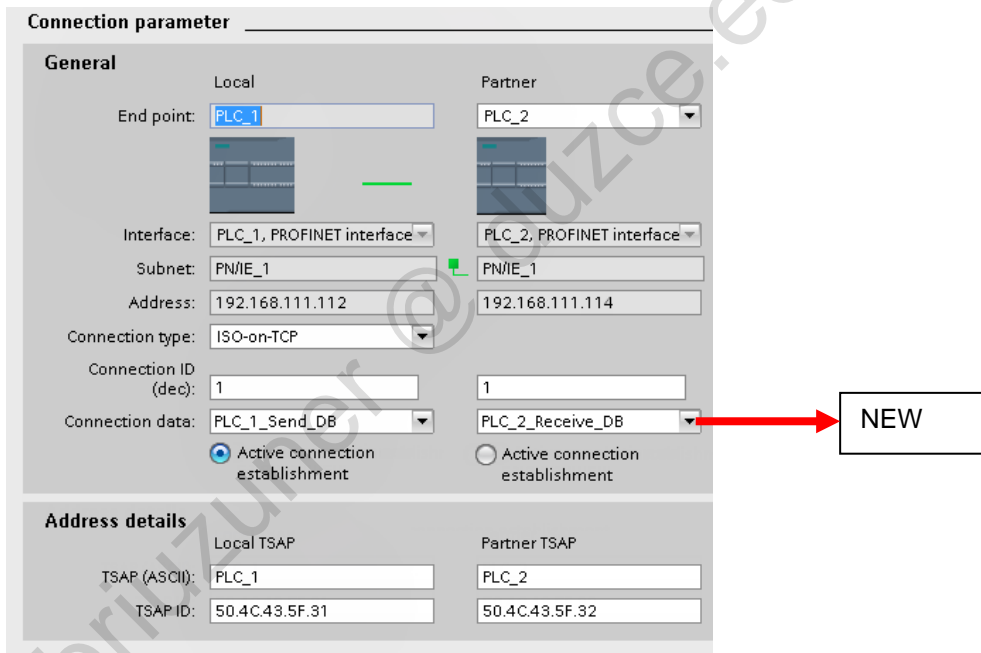 Connection parameter
General
Local Partner
End point: PLC_1 PLC_2
Interface: PLC_1, PROFINET interface PLC_2, PROFINET interface
Subnet: PN/IE_1 PN/IE_1
Address: 192.168.111.112 192.168.111.114
Connection type: ISO-on-TCP
Connection ID
(dec): 1 1
Connection data: PLC_1_Send_DB PLC_2_Receive_DB
NEW
Active connection Active connection
establishment establishment
Address details
Local TSAP Partner TSAP
TSAP (ASCII): PLC_1 PLC_2
TSAP ID: 50.4C.43.5F.31 50.4C.43.5F.32
briuzuner @ duzce.e